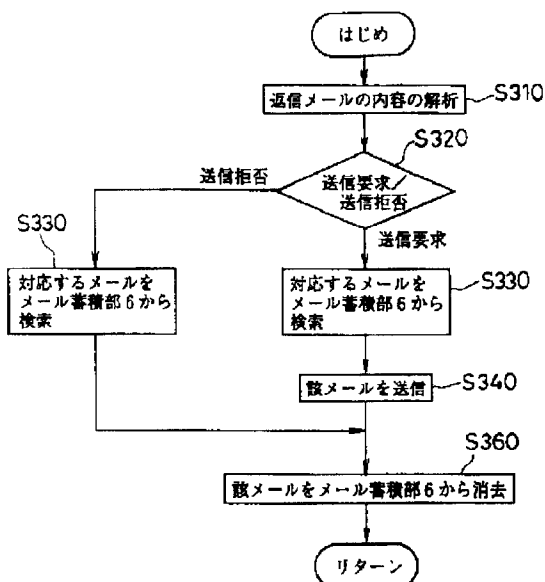 はじめ
返信メールの内容の解析
S310
S320
送信要求/
送信拒否
送信拒否
送信要求
S330
対応するメールを
メール蓄積部6から
検索
S330
対応するメールを
メール蓄積部6から
検索
該メールを送信
S340
S360
該メールをメール蓄積部6から消去
リターン